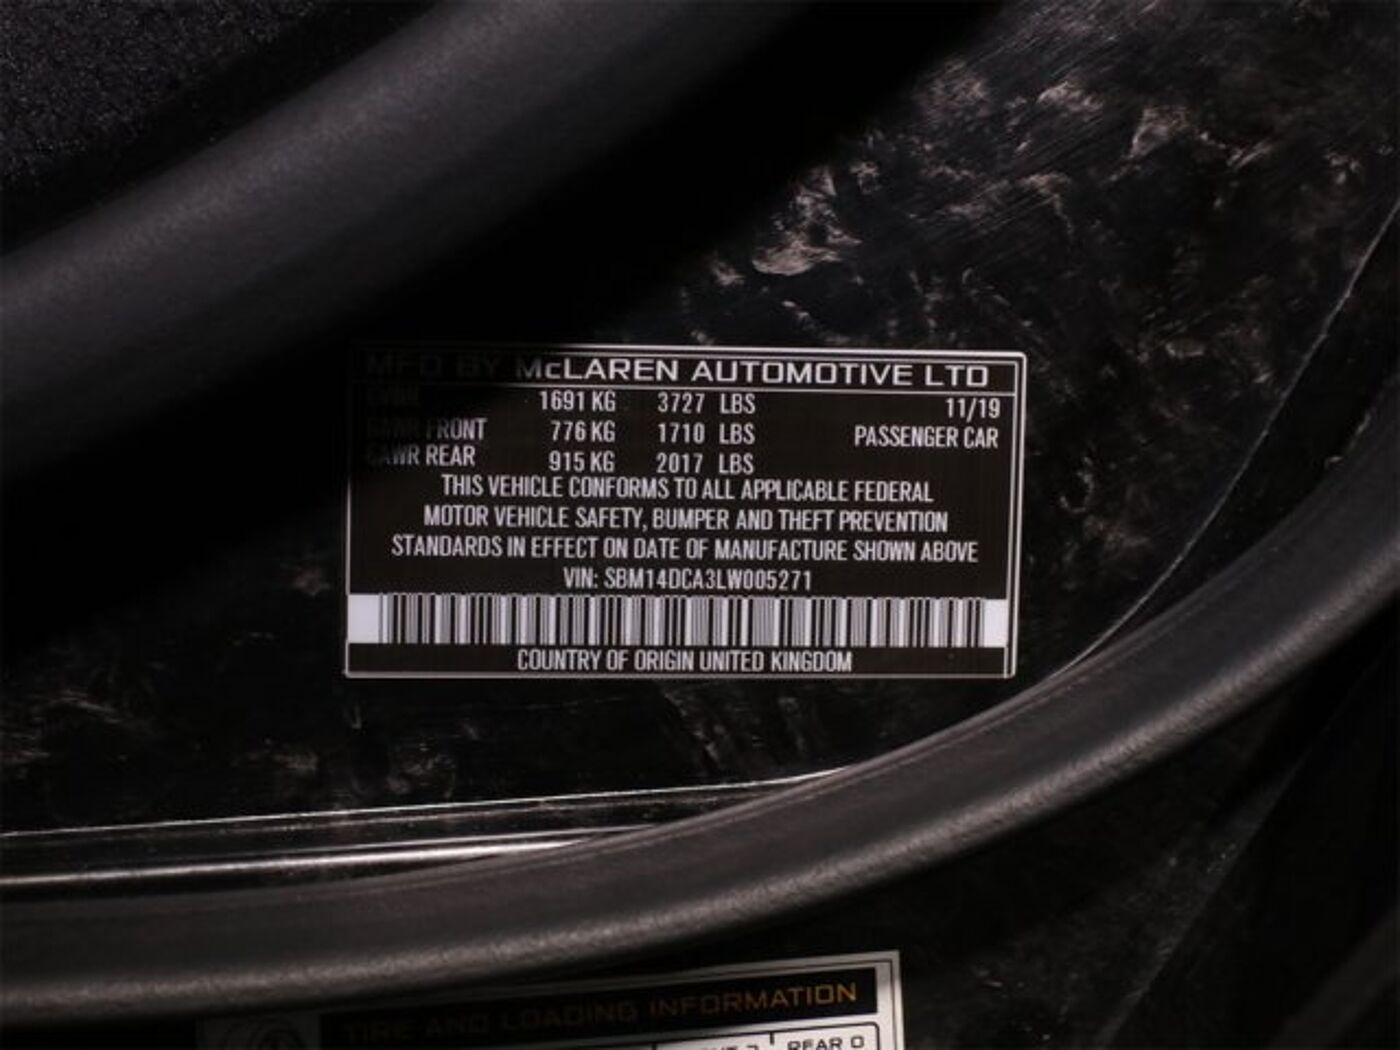 MFD BY McLAREN AUTOMOTIVE LTD
GVWR 1691 KG 3727 LBS 11/19
GAWR FRONT 776 KG 1710 LBS PASSENGER CAR
GAWR REAR 915 KG 2017 LBS
THIS VEHICLE CONFORMS TO ALL APPLICABLE FEDERAL
MOTOR VEHICLE SAFETY, BUMPER AND THEFT PREVENTION
STANDARDS IN EFFECT ON DATE OF MANUFACTURE SHOWN ABOVE
VIN: SBM14DCA3LW005271
COUNTRY OF ORIGIN UNITED KINGDOM
TIRE AND LOADING INFORMATION
REAR 0